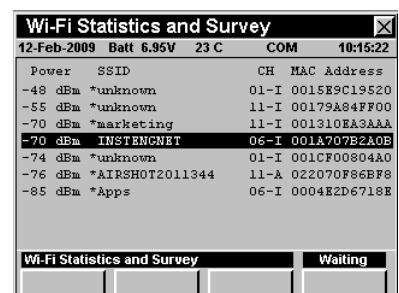 Wi-Fi Statistics and Survey
12-Feb-2009 Batt 6.95V 23 C COM 10:15:22
Power SSID CH MAC Address
-48 dBm *unknown 01-I 0015E9C19520
-55 dBm *unknown 11-I 00179A84FF00
-70 dBm *marketing 11-I 001310EA3AAA
-70 dBm INSTENGNET 06-I 001A707B2A0B
-74 dBm *unknown 01-I 001CF00804A0
-76 dBm *AIRSHOT2011344 11-A 022070F86BF8
-85 dBm *Apps 06-I 0004E2D6718E
Wi-Fi Statistics and Survey Waiting